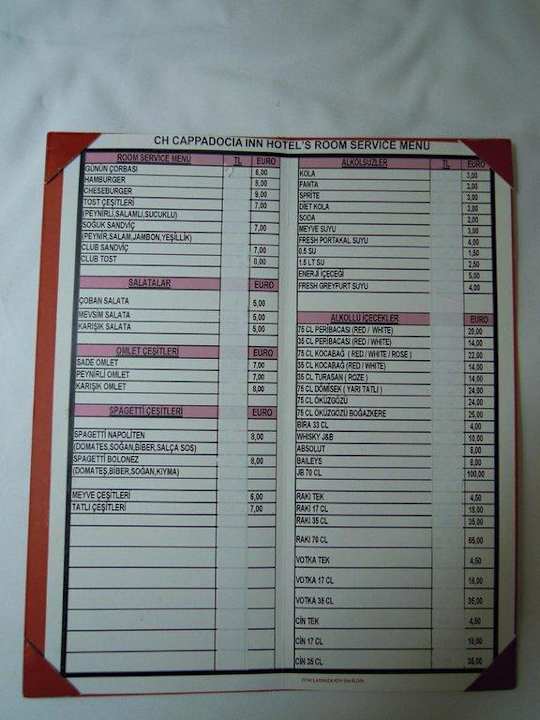 CH CAPPADOCIA INN HOTEL'S ROOM SERVICE MENU
ROOM SERVICE MENU TL EURO
GÜNÜN ÇORBASI 6,00
HAMBURGER 8,00
CHESEBURGER 9,00
TOST ÇEŞİTLERİ 7,00
(PEYNİRLİ,SALAMLI,SUCUKLU)
SOĞUK SANDVİÇ 7,00
(PEYNİR,SALAM,JAMBON,YEŞİLLİK)
CLUB SANDVİÇ 7,00
CLUB TOST 8,00
SALATALAR EURO
ÇOBAN SALATA 5,00
MEVSİM SALATA 5,00
KARIŞIK SALATA 5,00
OMLET ÇEŞİTLERİ EURO
SADE OMLET 7,00
PEYNİRLİ OMLET 7,00
KARIŞIK OMLET 8,00
SPAGETTİ ÇEŞİTLERİ EURO
SPAGETTİ NAPOLİTEN 8,00
(DOMATES,SOĞAN,BİBER,SALÇA SOS)
SPAGETTİ BOLONEZ 8,00
(DOMATES,BİBER,SOĞAN,KIYMA)
MEYVE ÇEŞİTLERİ 6,00
TATLI ÇEŞİTLERİ 7,00
ALKOLSÜZLER TL EURO
KOLA 3,00
FANTA 3,00
SPRİTE 3,00
DİET KOLA 3,00
SODA 2,00
MEYVE SUYU 3,00
FRESH PORTAKAL SUYU 4,00
0.5 SU 1,50
1.5 LT SU 2,50
ENERJİ İÇECEĞİ 5,00
FRESH GREYFURT SUYU 4,00
ALKOLLÜ İÇECEKLER EURO
75 CL PERİBACASI (RED / WHITE) 20,00
35 CL PERİBACASI (RED / WHITE) 14,00
75 CL KOCABAĞ ( RED / WHITE / ROSE ) 22,00
35 CL KOCABAĞ ( RED / WHITE ) 14,00
35 CL TURASAN ( ROZE ) 14,00
75 CL DÖMİSEK ( YARI TATLI ) 24,00
75 CL ÖKÜZGÖZÜ 24,00
75 CL ÖKÜZGÖZÜ BOĞAZKERE 25,00
BİRA 33 CL 4,00
WHISKY J&B 10,00
ABSOLUT 8,00
BAILEYS 8,00
JB 70 CL 100,00
RAKI TEK 4,50
RAKI 17 CL 18,00
RAKI 35 CL 35,00
RAKI 70 CL 65,00
VOTKA TEK 4,50
VOTKA 17 CL 18,00
VOTKA 35 CL 35,00
CİN TEK 4,50
CİN 17 CL 18,00
CİN 35 CL 35,00